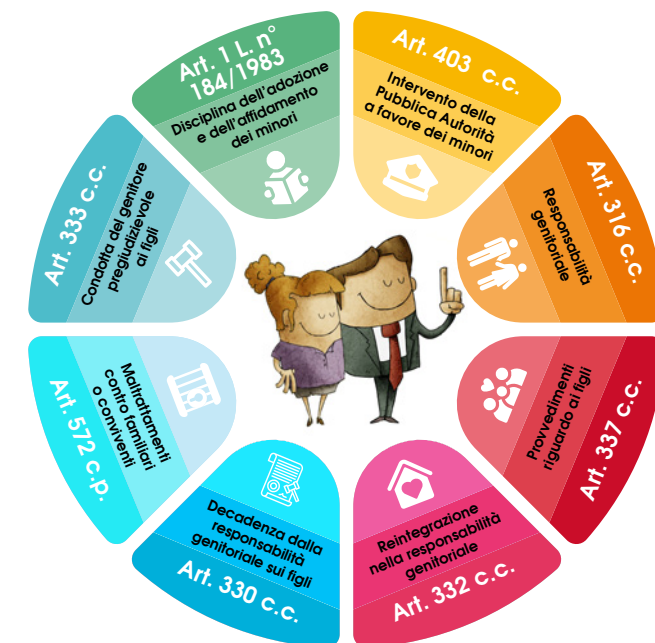 Art. 1 L. n°
184/1983
Disciplina dell'adozione
e dell'affidamento
dei minori
Art. 403 c.c.
Intervento della
Pubblica Autorità
a favore dei minori
Art. 316 c.c.
Responsabilità
genitoriale
Art. 337 c.c.
Provvedimenti
riguardo ai figli
Reintegrazione
nella responsabilità
genitoriale
Art. 332 c.c.
Decadenza dalla
responsabilità
genitoriale sui figli
Art. 330 c.c.
Maltrattamenti
contro familiari
o conviventi
Art. 572 c.p.
Art. 333 c.c.
Condotta del genitore
pregiudizievole
ai figli